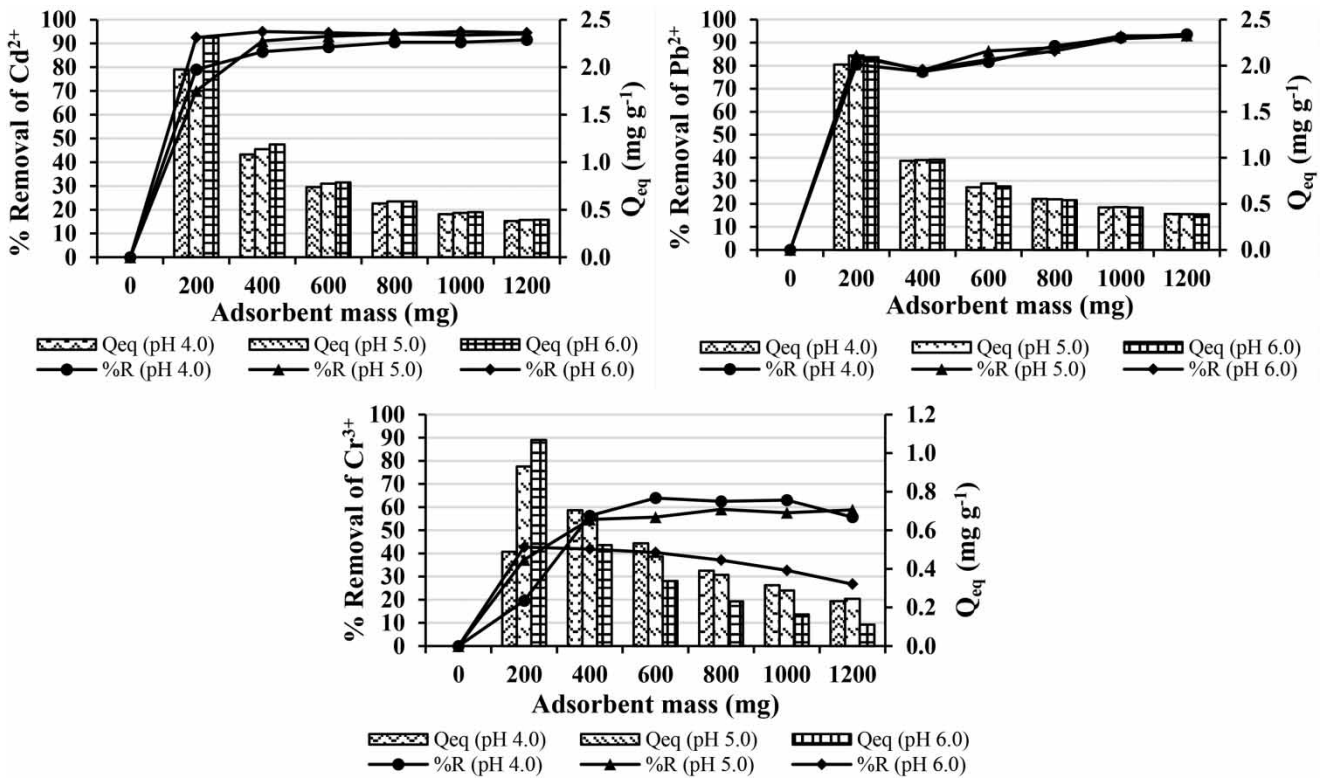 % Removal of Cd²⁺
100
90
80
70
60
50
40
30
20
10
0
2.5
2.0
1.5
1.0
0.5
0.0
Q_eq (mg g⁻¹)
0 200 400 600 800 1000 1200
Adsorbent mass (mg)
Qeq (pH 4.0) Qeq (pH 5.0) Qeq (pH 6.0)
%R (pH 4.0) %R (pH 5.0) %R (pH 6.0)
% Removal of Pb²⁺
100
90
80
70
60
50
40
30
20
10
0
2.5
2.0
1.5
1.0
0.5
0.0
Q_eq (mg g⁻¹)
0 200 400 600 800 1000 1200
Adsorbent mass (mg)
Qeq (pH 4.0) Qeq (pH 5.0) Qeq (pH 6.0)
%R (pH 4.0) %R (pH 5.0) %R (pH 6.0)
% Removal of Cr³⁺
100
90
80
70
60
50
40
30
20
10
0
1.2
1.0
0.8
0.6
0.4
0.2
0.0
Q_eq (mg g⁻¹)
0 200 400 600 800 1000 1200
Adsorbent mass (mg)
Qeq (pH 4.0) Qeq (pH 5.0) Qeq (pH 6.0)
%R (pH 4.0) %R (pH 5.0) %R (pH 6.0)